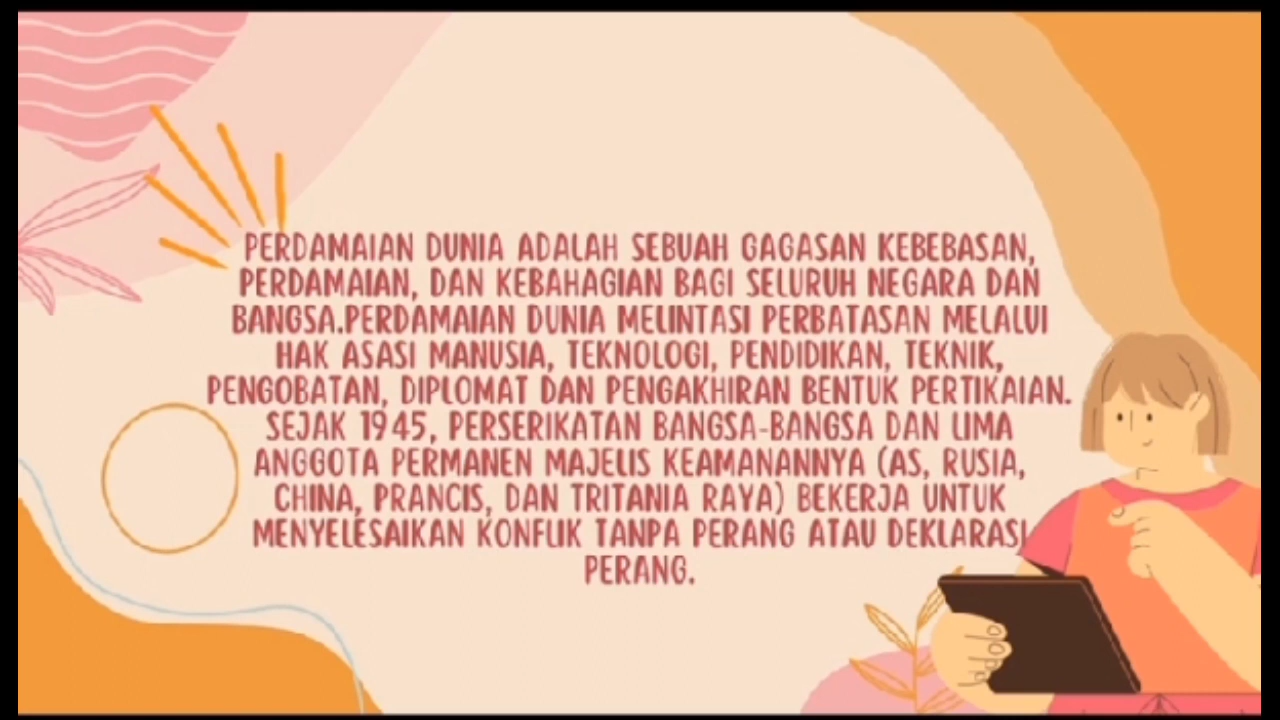 PERDAMAIAN DUNIA ADALAH SEBUAH GAGASAN KEBEBASAN,
PERDAMAIAN, DAN KEBAHAGIAN BAGI SELURUH NEGARA DAN
BANGSA.PERDAMAIAN DUNIA MELINTASI PERBATASAN MELALUI
HAK ASASI MANUSIA, TEKNOLOGI, PENDIDIKAN, TEKNIK,
PENGOBATAN, DIPLOMAT DAN PENGAKHIRAN BENTUK PERTIKAIAN.
SEJAK 1945, PERSERIKATAN BANGSA-BANGSA DAN LIMA
ANGGOTA PERMANEN MAJELIS KEAMANANNYA (AS, RUSIA,
CHINA, PRANCIS, DAN TRITANIA RAYA) BEKERJA UNTUK
MENYELESAIKAN KONFLIK TANPA PERANG ATAU DEKLARASI
PERANG.